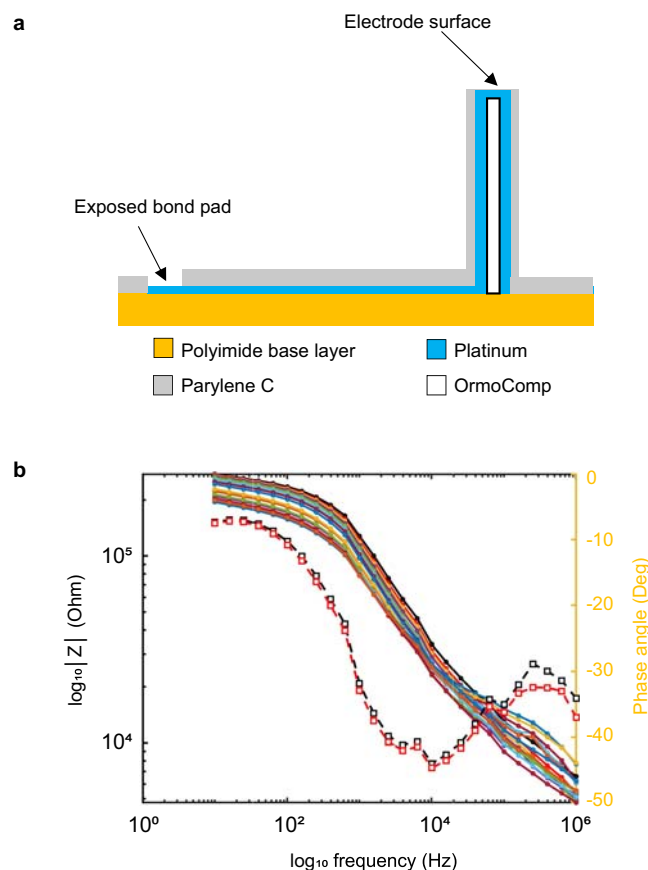 a
Electrode surface
Exposed bond pad
Polyimide base layer
Platinum
Parylene C
OrmoComp
b
0
-10
10⁵
-20
log₁₀|Z| (Ohm)
Phase angle (Deg)
-30
10⁴
-40
-50
10⁰ 10² 10⁴ 10⁶
log₁₀ frequency (Hz)